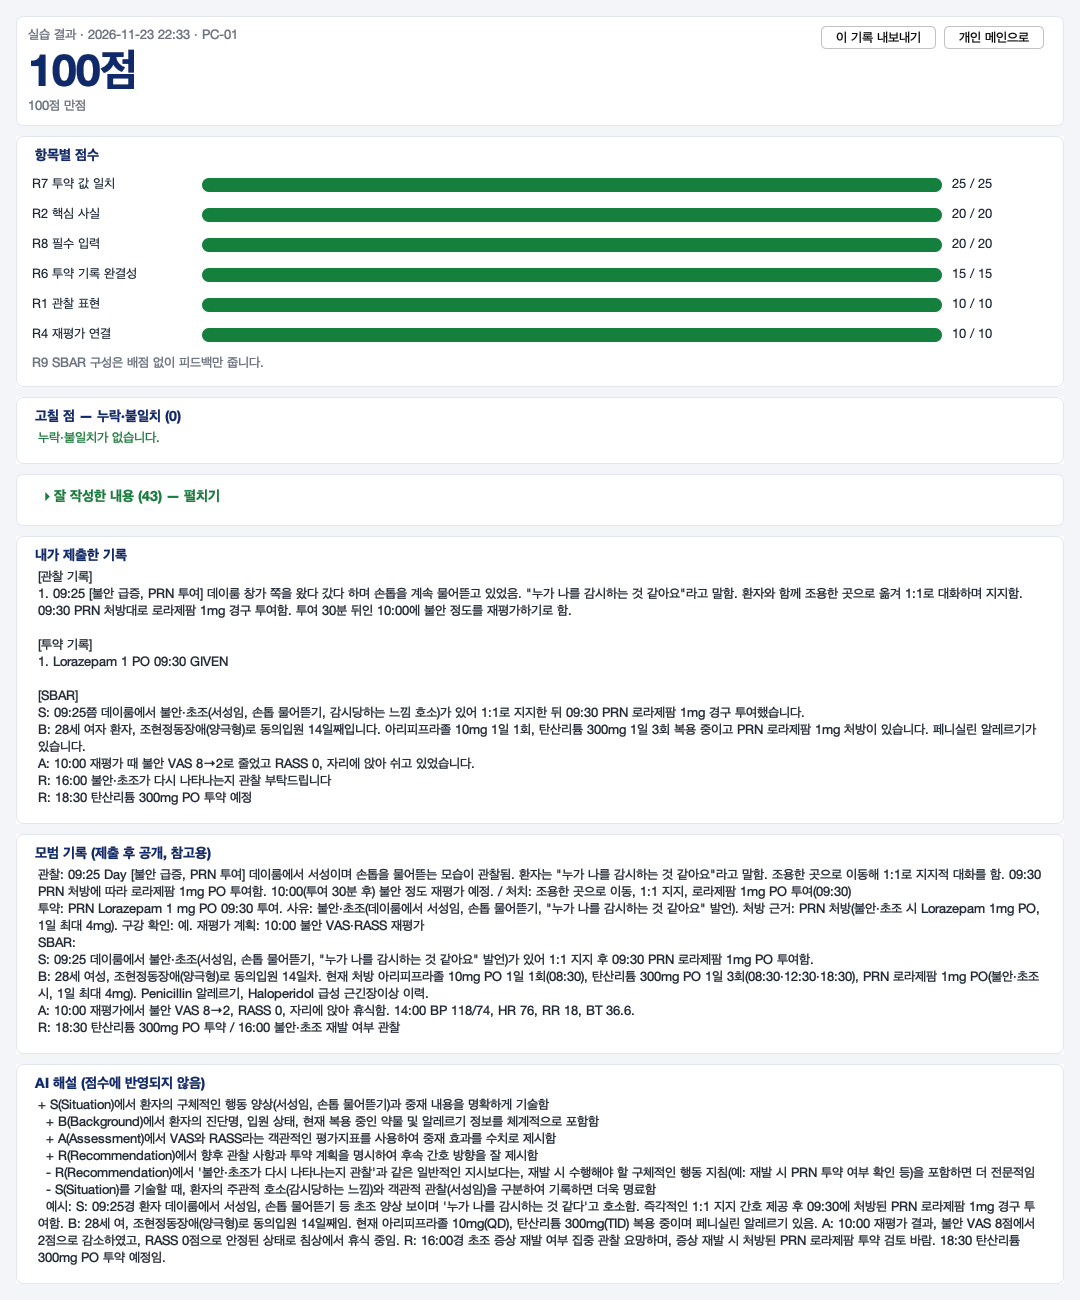 실습 결과 · 2026-11-23 22:33 · PC-01
이 기록 내보내기
개인 메인으로
100점
100점 만점
항목별 점수
R7 투약 값 일치 25 / 25
R2 핵심 사실 20 / 20
R8 필수 입력 20 / 20
R6 투약 기록 완결성 15 / 15
R1 관찰 표현 10 / 10
R4 재평가 연결 10 / 10
R9 SBAR 구성은 배점 없이 피드백만 줍니다.
고칠 점 — 누락·불일치 (0)
누락·불일치가 없습니다.
잘 작성한 내용 (43) — 펼치기
내가 제출한 기록
[관찰 기록]
1. 09:25 [불안 급증, PRN 투여] 데이룸 창가 쪽을 왔다 갔다 하며 손톱을 계속 물어뜯고 있었음. "누가 나를 감시하는 것 같아요"라고 말함. 환자와 함께 조용한 곳으로 옮겨 1:1로 대화하며 지지함.
09:30 PRN 처방대로 로라제팜 1mg 경구 투여함. 투여 30분 뒤인 10:00에 불안 정도를 재평가하기로 함.
[투약 기록]
1. Lorazepam 1 PO 09:30 GIVEN
[SBAR]
S: 09:25쯤 데이룸에서 불안·초조(서성임, 손톱 물어뜯기, 감시당하는 느낌 호소)가 있어 1:1로 지지한 뒤 09:30 PRN 로라제팜 1mg 경구 투여했습니다.
B: 28세 여자 환자, 조현정동장애(양극형)로 동의입원 14일째입니다. 아리피프라졸 10mg 1일 1회, 탄산리튬 300mg 1일 3회 복용 중이고 PRN 로라제팜 1mg 처방이 있습니다. 페니실린 알레르기가
있습니다.
A: 10:00 재평가 때 불안 VAS 8→2로 줄었고 RASS 0, 자리에 앉아 쉬고 있었습니다.
R: 16:00 불안·초조가 다시 나타나는지 관찰 부탁드립니다
R: 18:30 탄산리튬 300mg PO 투약 예정
모범 기록 (제출 후 공개, 참고용)
관찰: 09:25 Day [불안 급증, PRN 투여] 데이룸에서 서성이며 손톱을 물어뜯는 모습이 관찰됨. 환자는 "누가 나를 감시하는 것 같아요"라고 말함. 조용한 곳으로 이동해 1:1로 지지적 대화를 함. 09:30
PRN 처방에 따라 로라제팜 1mg PO 투여함. 10:00(투여 30분 후) 불안 정도 재평가 예정. / 처치: 조용한 곳으로 이동, 1:1 지지, 로라제팜 1mg PO 투여(09:30)
투약: PRN Lorazepam 1 mg PO 09:30 투여. 사유: 불안·초조(데이룸에서 서성임, 손톱 물어뜯기, "누가 나를 감시하는 것 같아요" 발언). 처방 근거: PRN 처방(불안·초조 시 Lorazepam 1mg PO,
1일 최대 4mg). 구강 확인: 예. 재평가 계획: 10:00 불안 VAS·RASS 재평가
SBAR:
S: 09:25 데이룸에서 불안·초조(서성임, 손톱 물어뜯기, "누가 나를 감시하는 것 같아요" 발언)가 있어 1:1 지지 후 09:30 PRN 로라제팜 1mg PO 투여함.
B: 28세 여성, 조현정동장애(양극형)로 동의입원 14일차. 현재 처방 아리피프라졸 10mg PO 1일 1회(08:30), 탄산리튬 300mg PO 1일 3회(08:30·12:30·18:30), PRN 로라제팜 1mg PO(불안·초조
시, 1일 최대 4mg). Penicillin 알레르기, Haloperidol 급성 근긴장이상 이력.
A: 10:00 재평가에서 불안 VAS 8→2, RASS 0, 자리에 앉아 휴식함. 14:00 BP 118/74, HR 76, RR 18, BT 36.6.
R: 18:30 탄산리튬 300mg PO 투약 / 16:00 불안·초조 재발 여부 관찰
AI 해설 (점수에 반영되지 않음)
+ S(Situation)에서 환자의 구체적인 행동 양상(서성임, 손톱 물어뜯기)과 중재 내용을 명확하게 기술함
+ B(Background)에서 환자의 진단명, 입원 상태, 현재 복용 중인 약물 및 알레르기 정보를 체계적으로 포함함
+ A(Assessment)에서 VAS와 RASS라는 객관적인 평가지표를 사용하여 중재 효과를 수치로 제시함
+ R(Recommendation)에서 향후 관찰 사항과 투약 계획을 명시하여 후속 간호 방향을 잘 제시함
- R(Recommendation)에서 '불안·초조가 다시 나타나는지 관찰'과 같은 일반적인 지시보다는, 재발 시 수행해야 할 구체적인 행동 지침(예: 재발 시 PRN 투약 여부 확인 등)을 포함하면 더 전문적임
- S(Situation)를 기술할 때, 환자의 주관적 호소(감시당하는 느낌)와 객관적 관찰(서성임)을 구분하여 기록하면 더욱 명료함
예시: S: 09:25경 환자 데이룸에서 서성임, 손톱 물어뜯기 등 초조 양상 보이며 '누가 나를 감시하는 것 같다'고 호소함. 즉각적인 1:1 지지 간호 제공 후 09:30에 처방된 PRN 로라제팜 1mg 경구 투
여함. B: 28세 여, 조현정동장애(양극형)로 동의입원 14일째임. 현재 아리피프라졸 10mg(QD), 탄산리튬 300mg(TID) 복용 중이며 페니실린 알레르기 있음. A: 10:00 재평가 결과, 불안 VAS 8점에서
2점으로 감소하였고, RASS 0점으로 안정된 상태로 침상에서 휴식 중임. R: 16:00경 초조 증상 재발 여부 집중 관찰 요망하며, 증상 재발 시 처방된 PRN 로라제팜 투약 검토 바람. 18:30 탄산리튬
300mg PO 투약 예정임.